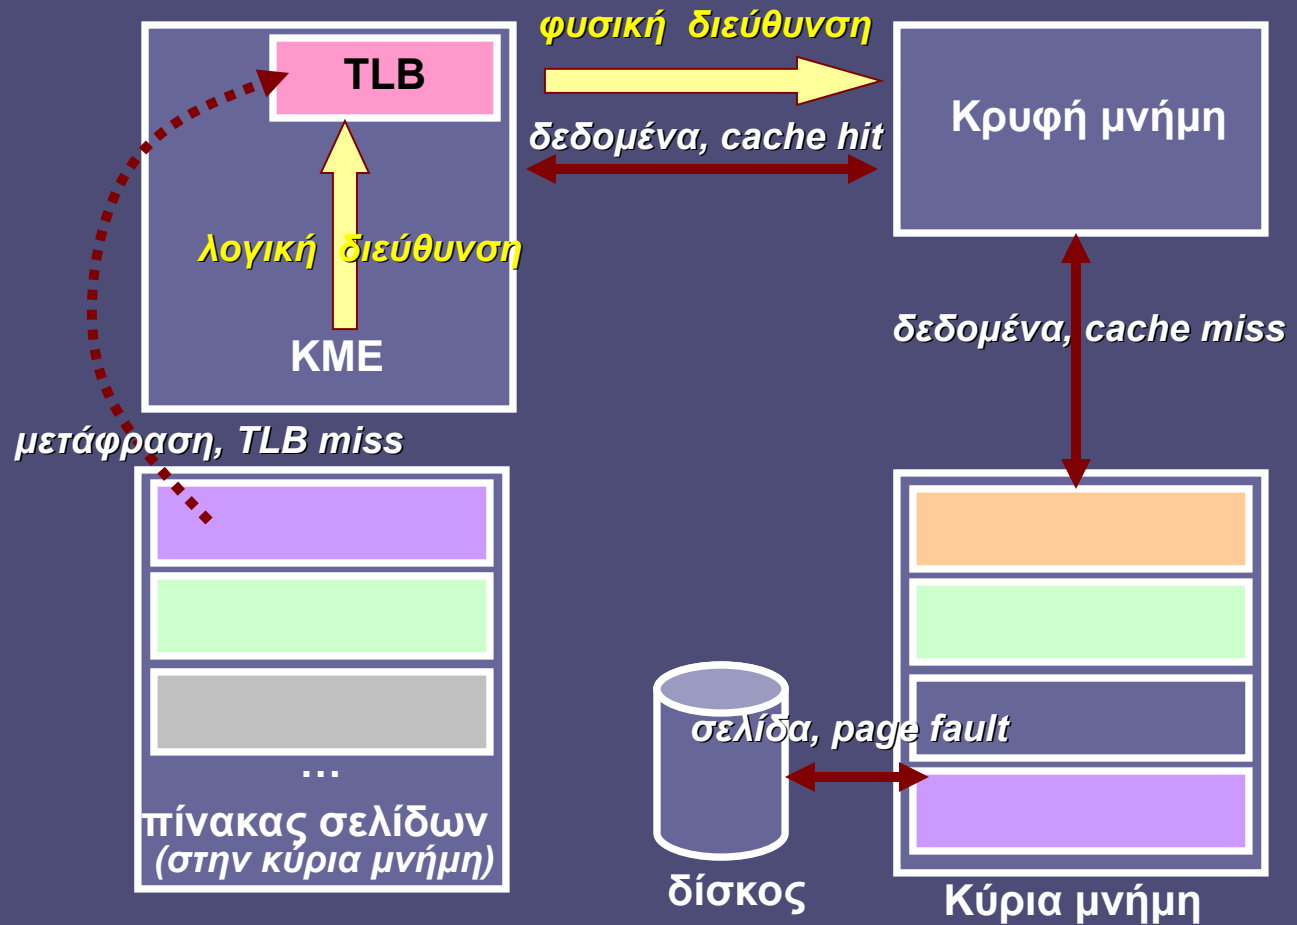 φυσική διεύθυνση
TLB
Κρυφή μνήμη
δεδομένα, cache hit
λογική διεύθυνση
ΚΜΕ
δεδομένα, cache miss
μετάφραση, TLB miss
σελίδα, page fault
...
πίνακας σελίδων
(στην κύρια μνήμη)
δίσκος
Κύρια μνήμη